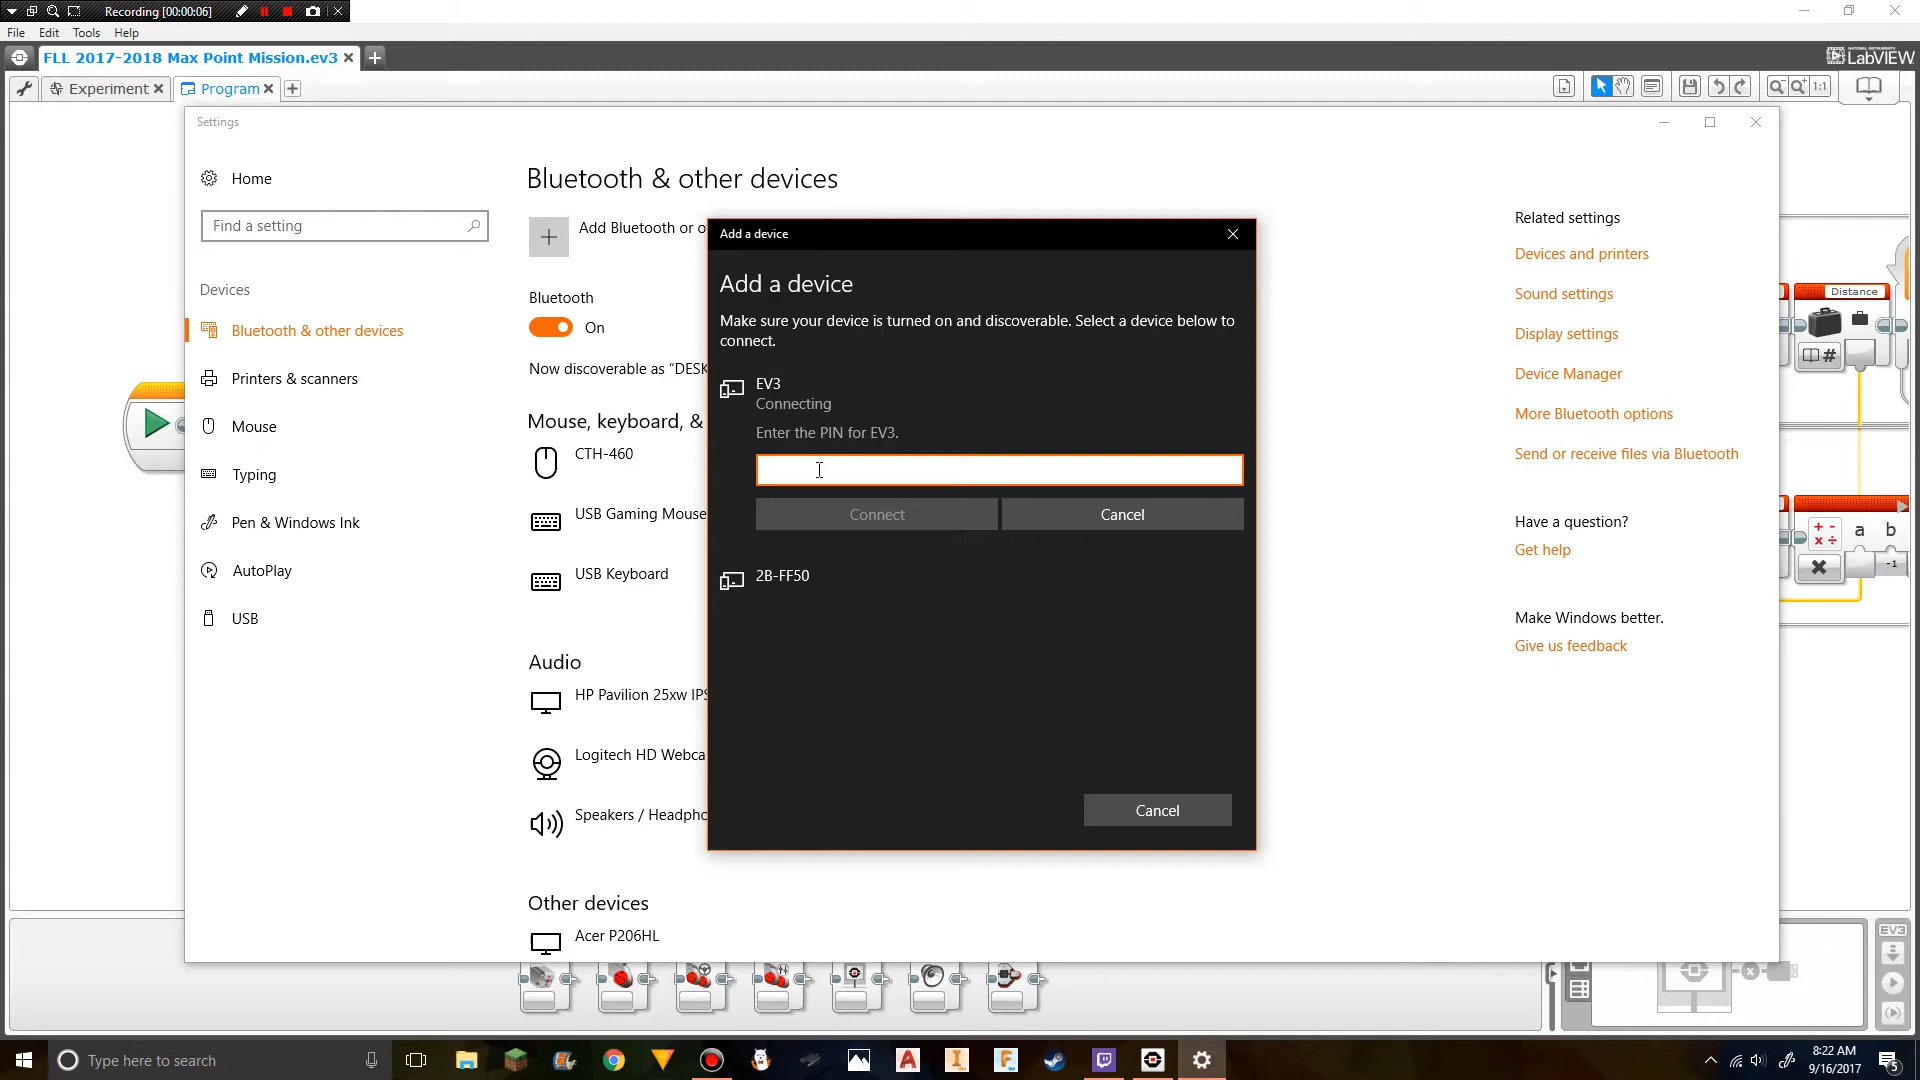 Recording [00:00:06]
File Edit Tools Help
FLL 2017-2018 Max Point Mission.ev3
NATIONAL INSTRUMENTS
LabVIEW
Experiment
Program
1:1
Settings
Home
Find a setting
Devices
Bluetooth & other devices
Printers & scanners
Mouse
Typing
Pen & Windows Ink
AutoPlay
USB
Bluetooth & other devices
Add Bluetooth or o
Bluetooth
On
Now discoverable as “DESK
Mouse, keyboard, &
CTH-460
USB Gaming Mouse
USB Keyboard
Audio
HP Pavilion 25xw IPS
Logitech HD Webca
Speakers / Headpho
Other devices
Acer P206HL
Add a device
Add a device
Make sure your device is turned on and discoverable. Select a device below to
connect.
EV3
Connecting
Enter the PIN for EV3.
Connect
Cancel
2B-FF50
Cancel
Related settings
Devices and printers
Sound settings
Display settings
Device Manager
More Bluetooth options
Send or receive files via Bluetooth
Have a question?
Get help
Make Windows better.
Give us feedback
Distance
#
a b
-1
EV3
Type here to search
8:22 AM
9/16/2017
5